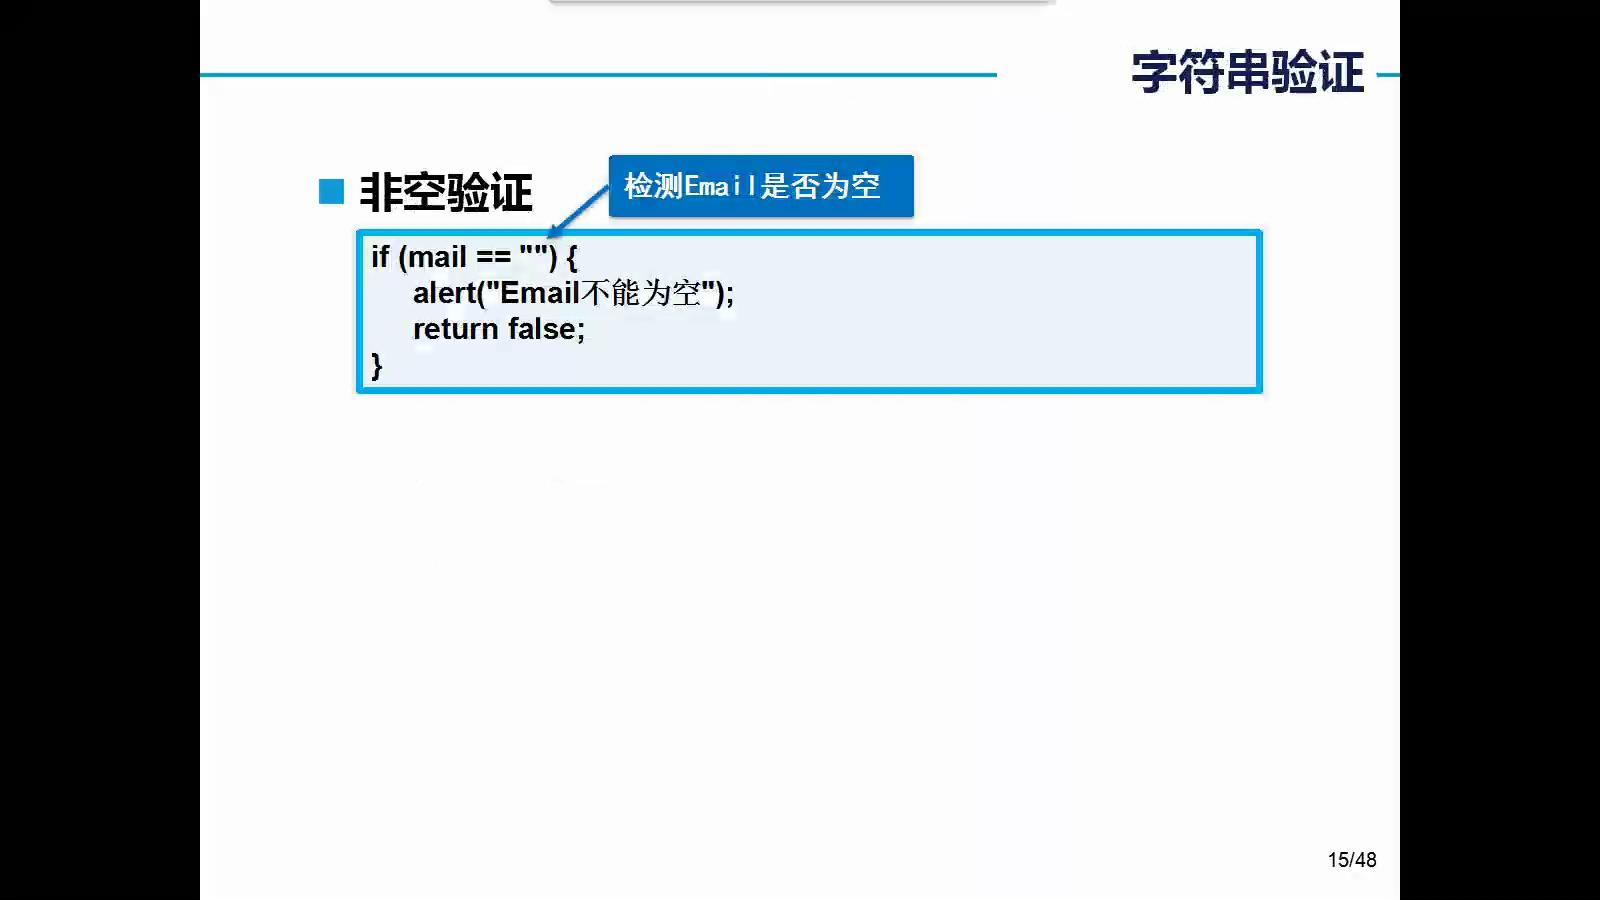 字符串验证
非空验证
检测Email是否为空
if (mail == "") {
alert("Email不能为空");
return false;
}
15/48